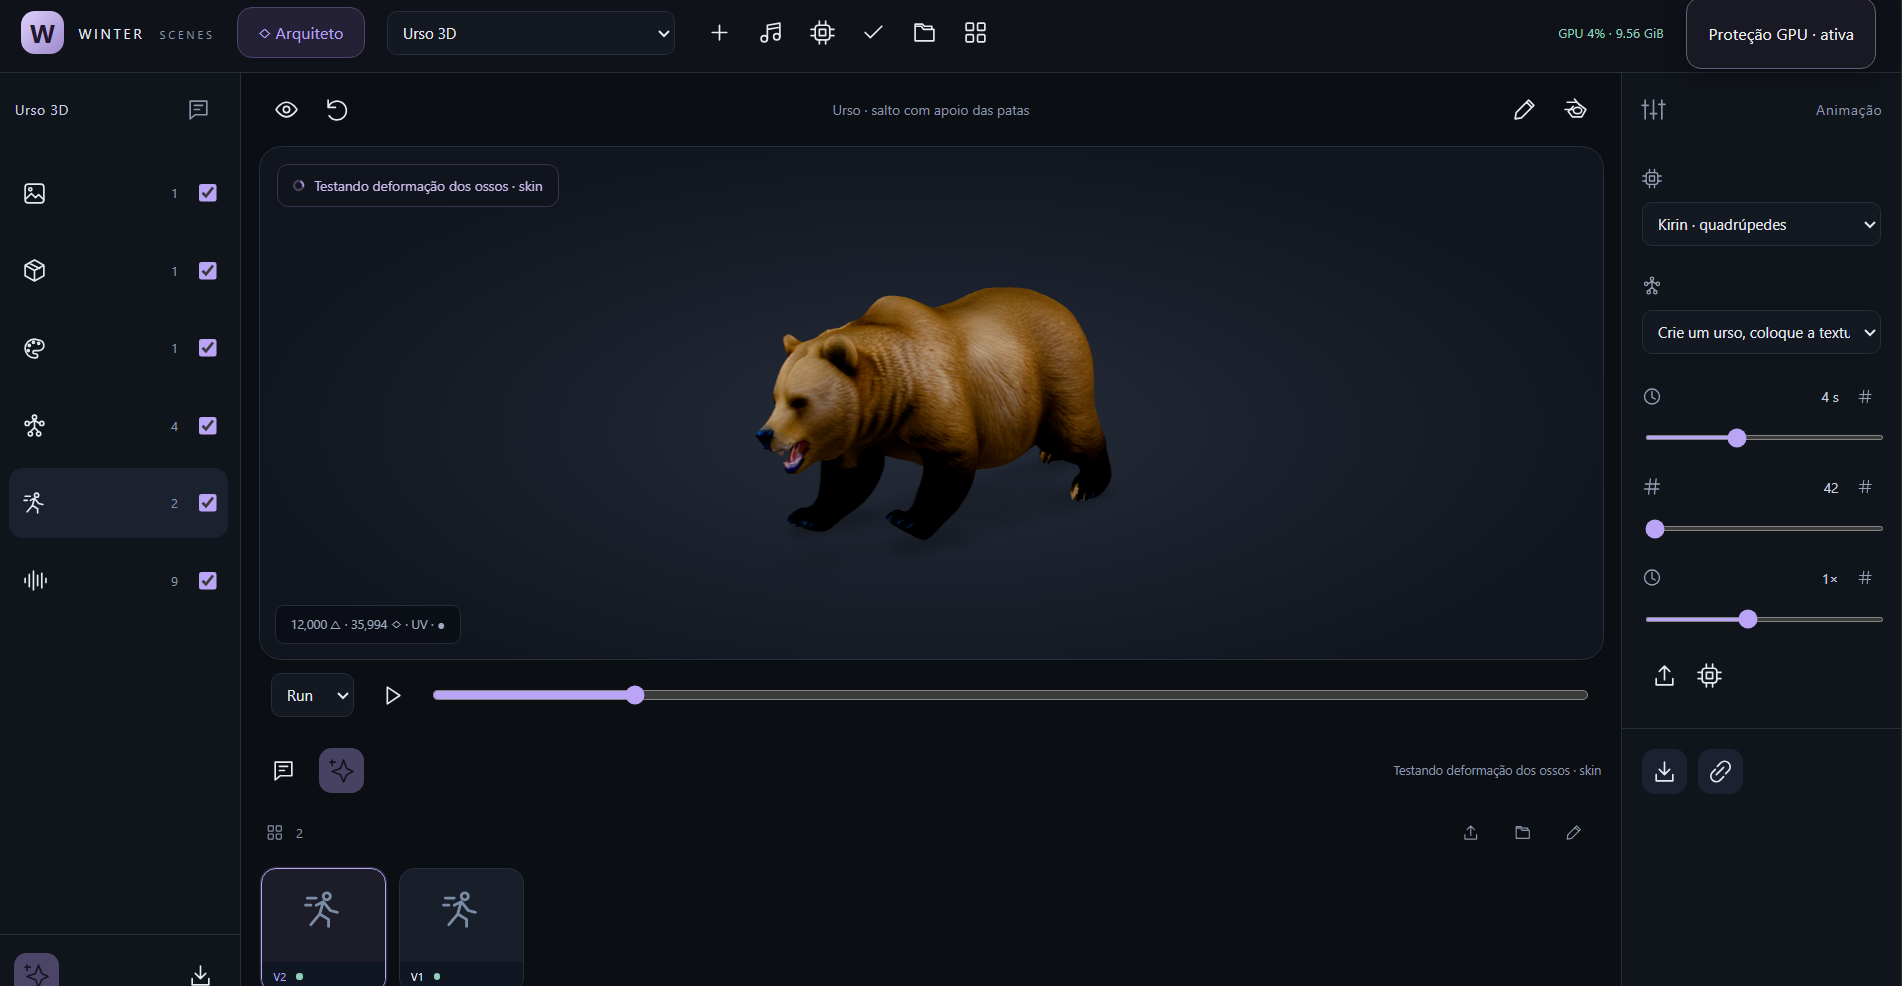 W WINTER SCENES
◇ Arquiteto
Urso 3D
GPU 4% · 9.56 GiB
Proteção GPU · ativa
Urso 3D
1
1
1
4
2
9
Urso · salto com apoio das patas
Testando deformação dos ossos · skin
12,000 △ · 35,994 ◇ · UV · ●
Run
Testando deformação dos ossos · skin
2
V2
V1
Animação
Kirin · quadrúpedes
Crie um urso, coloque a textu
4 s #
# 42 #
1× #